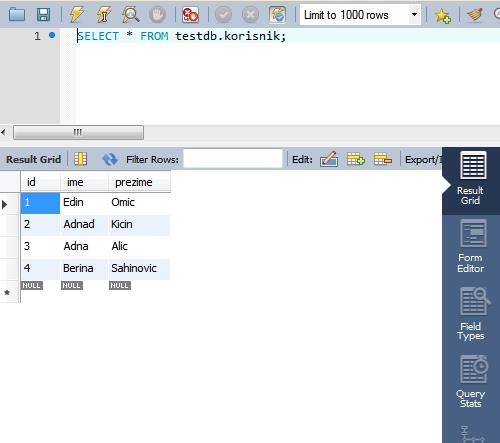 Limit to 1000 rows
1 SELECT * FROM testdb.korisnik;
Result Grid Filter Rows: Edit: Export/I
id ime prezime
1 Edin Omic
2 Adnad Kicin
3 Adna Alic
4 Berina Sahinovic
* NULL NULL NULL
Result
Grid
Form
Editor
Field
Types
Query
Stats